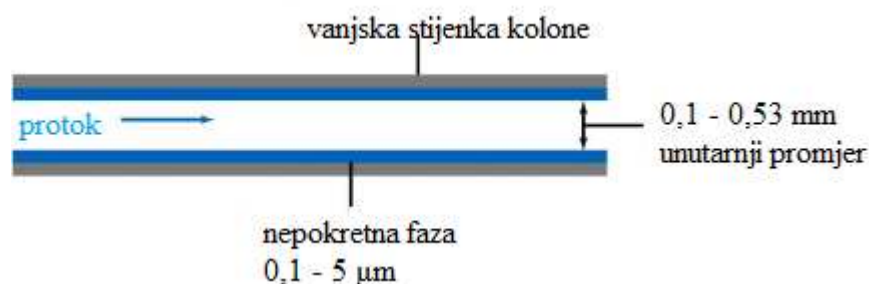 vanjska stijenka kolone
protok
0,1 - 0,53 mm
unutarnji promjer
nepokretna faza
0,1 - 5 µm